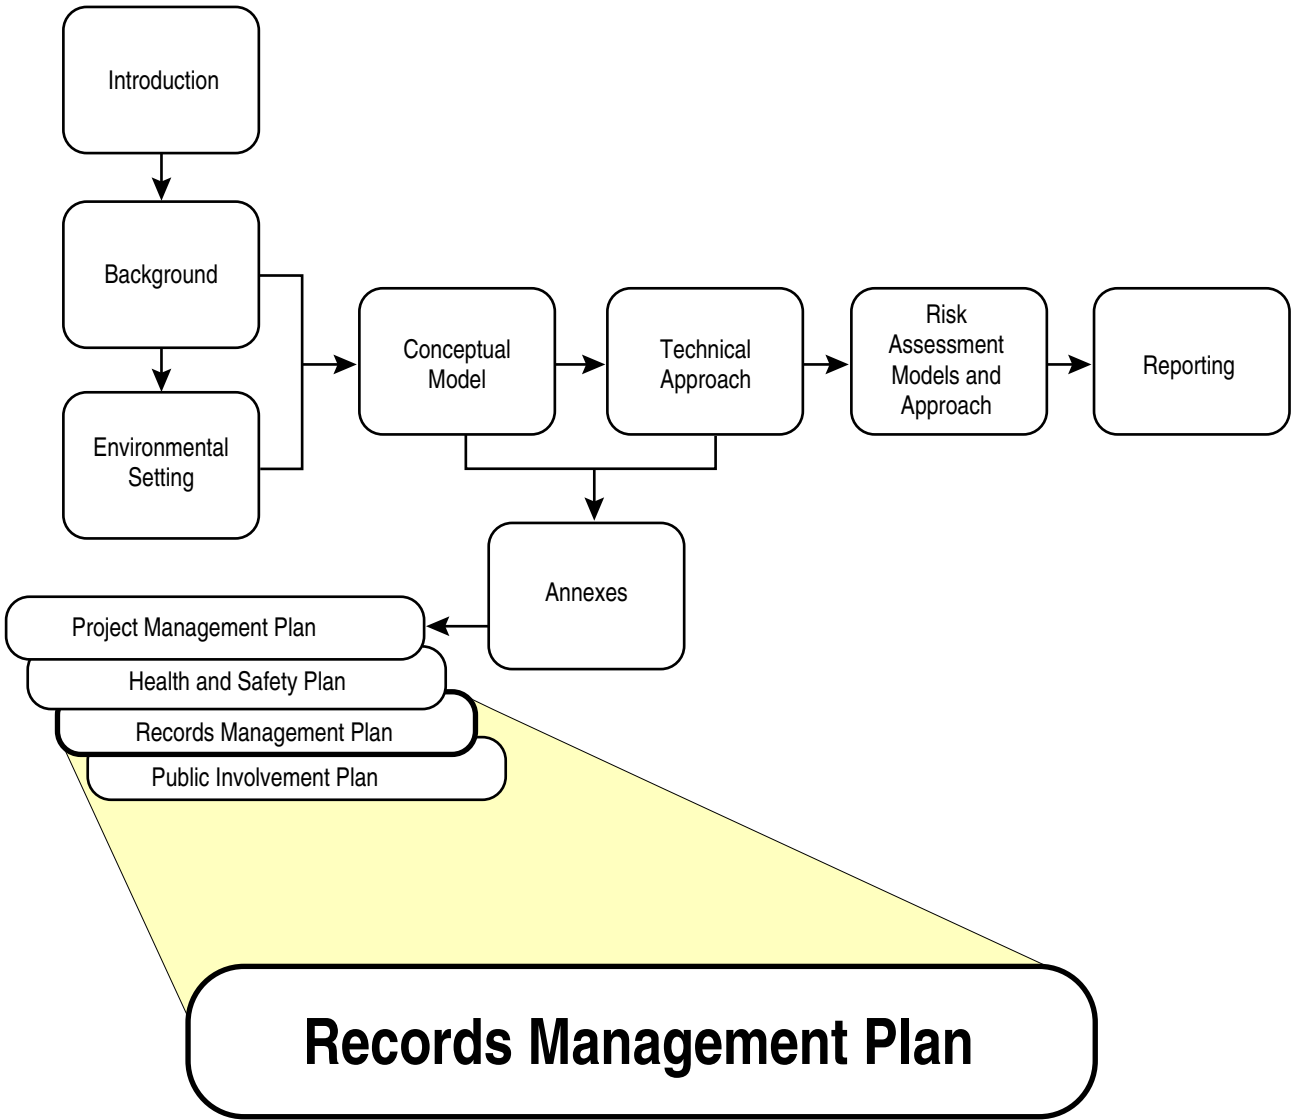 Introduction
Background
Environmental
Setting
Conceptual
Model
Technical
Approach
Risk
Assessment
Models and
Approach
Reporting
Annexes
Project Management Plan
Health and Safety Plan
Records Management Plan
Public Involvement Plan
Records Management Plan